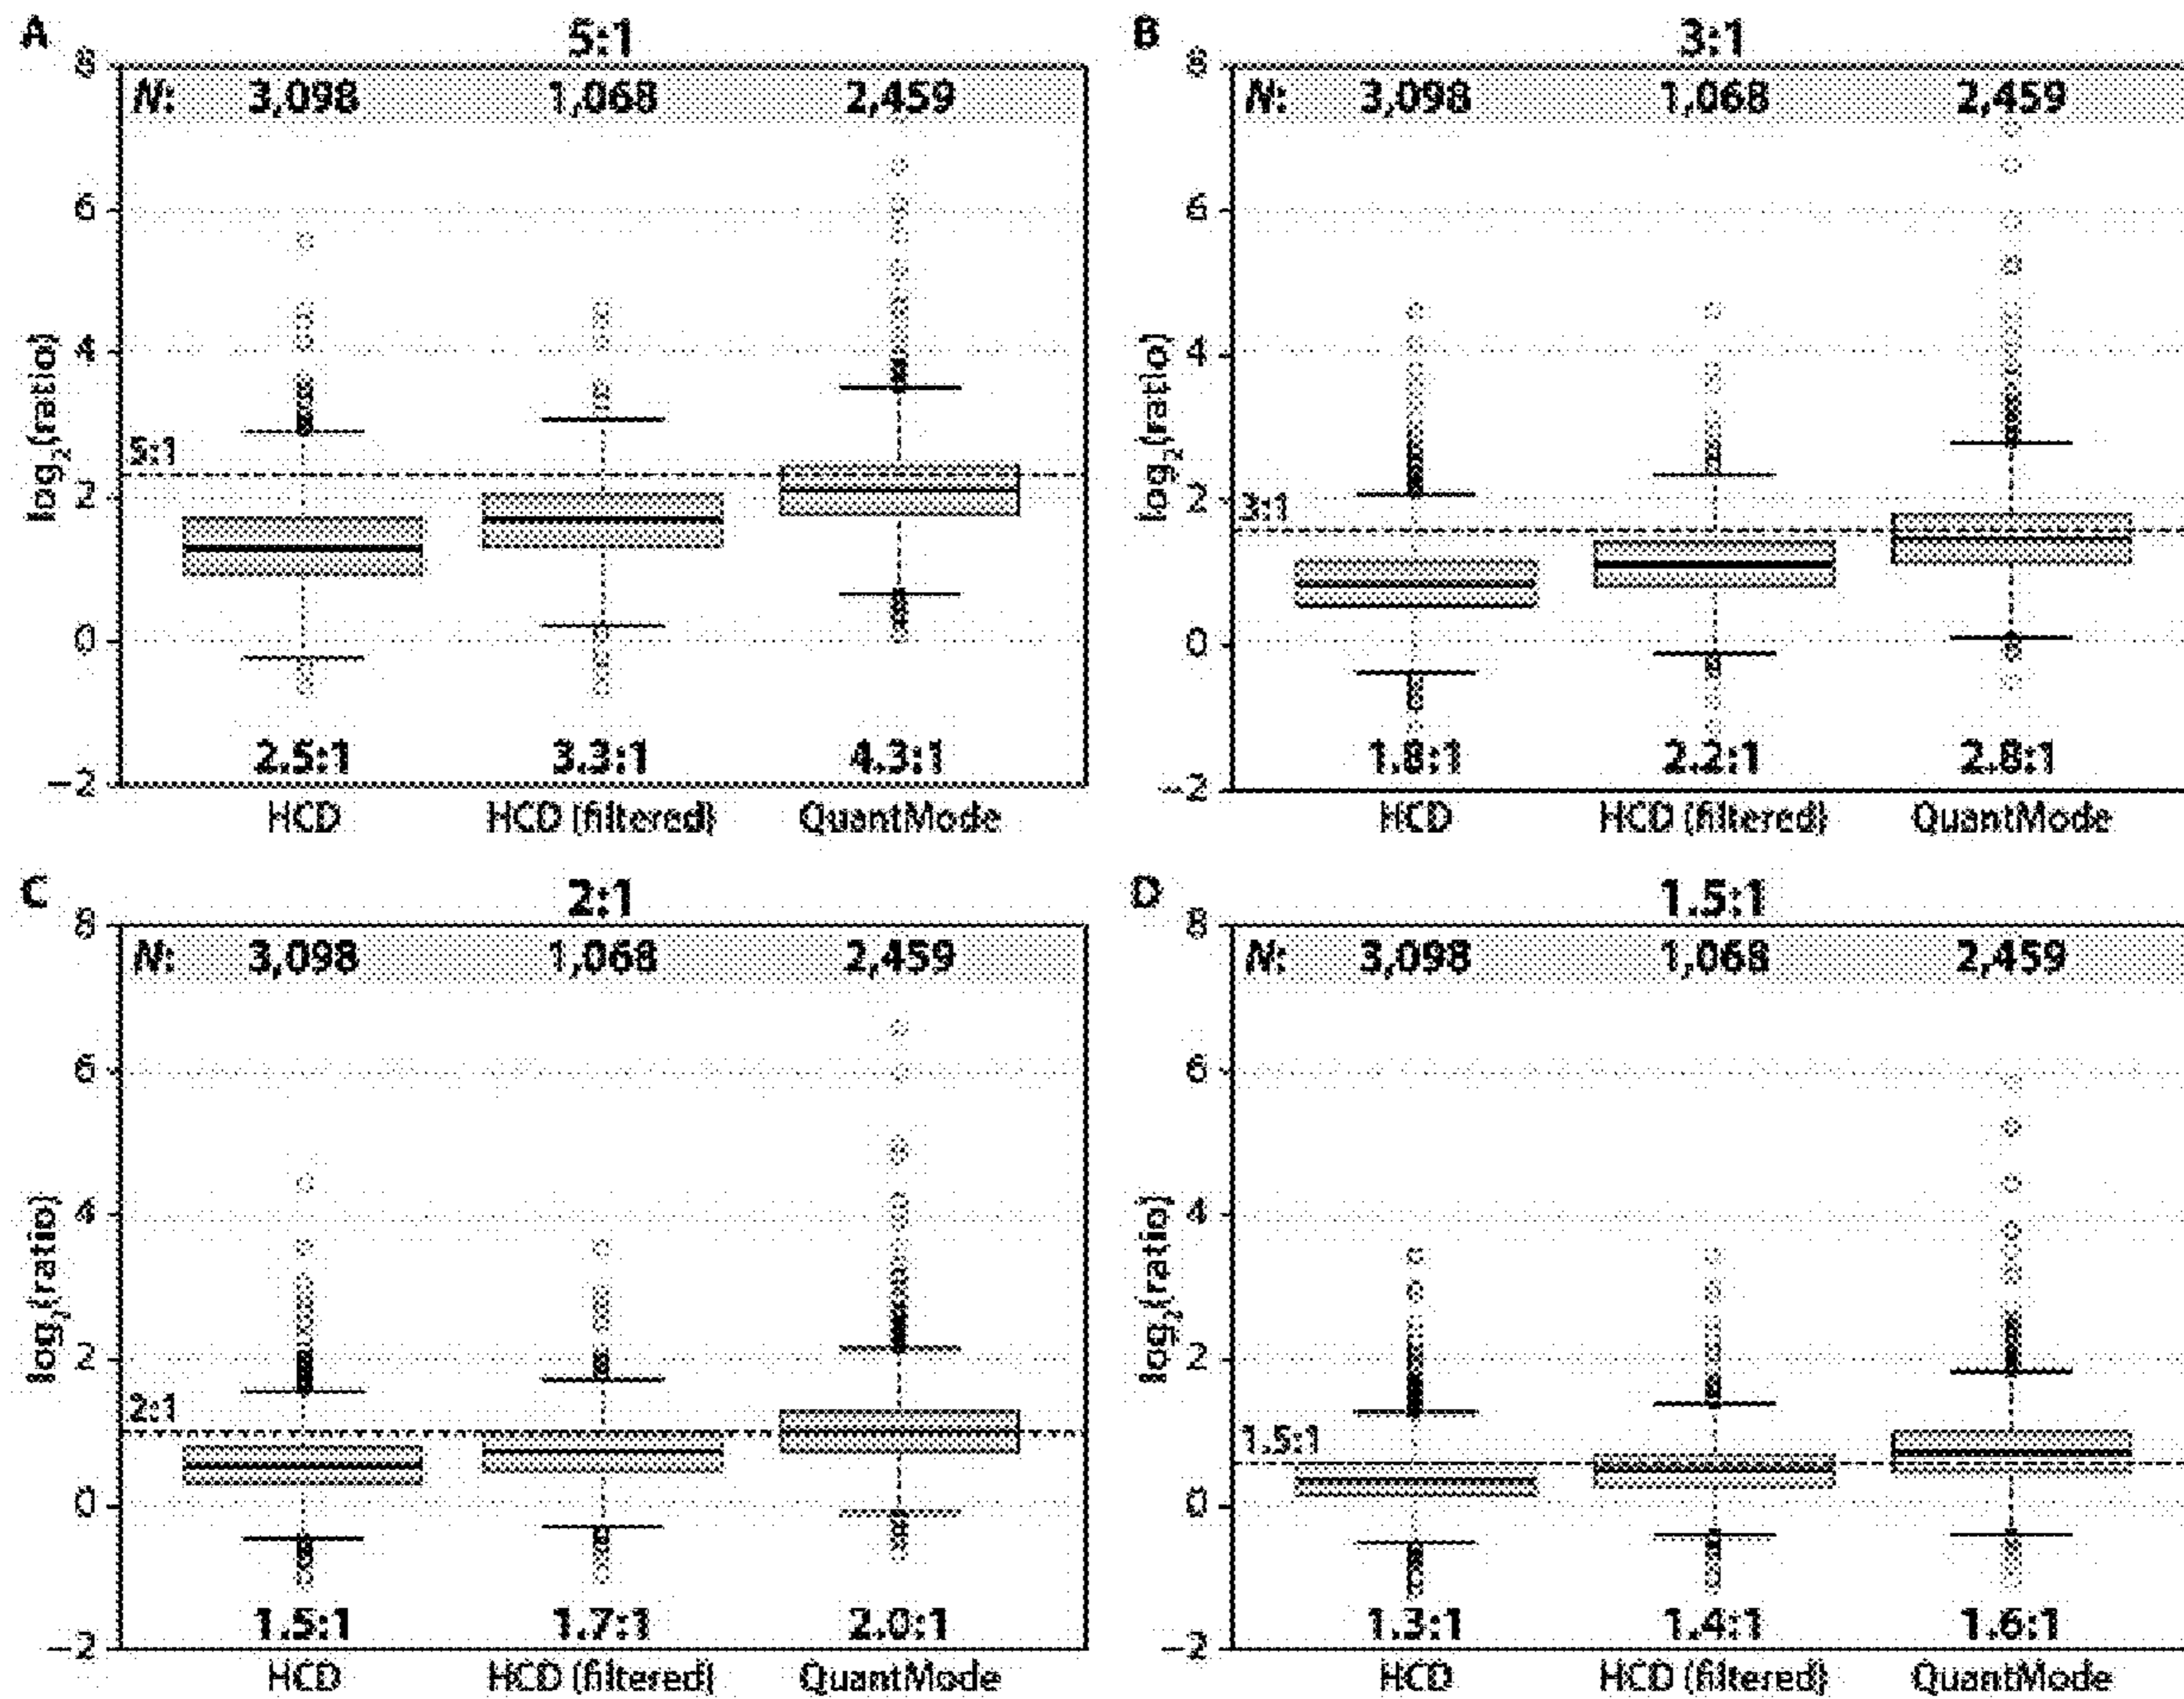 A
5:1
8
N: 3,098 1,068 2,459
6
4
log2(ratio)
5:1
2
0
2.5:1 3.3:1 4.3:1
−2
HCD HCD (filtered) QuantMode
B
3:1
8
N: 3,098 1,068 2,459
6
4
log2(ratio)
2
3:1
0
1.8:1 2.2:1 2.8:1
−2
HCD HCD (filtered) QuantMode
C
2:1
8
N: 3,098 1,068 2,459
6
4
log2(ratio)
2
2:1
0
1.5:1 1.7:1 2.0:1
−2
HCD HCD (filtered) QuantMode
D
1.5:1
8
N: 3,098 1,068 2,459
6
4
log2(ratio)
2
1.5:1
0
1.3:1 1.4:1 1.6:1
−2
HCD HCD (filtered) QuantMode